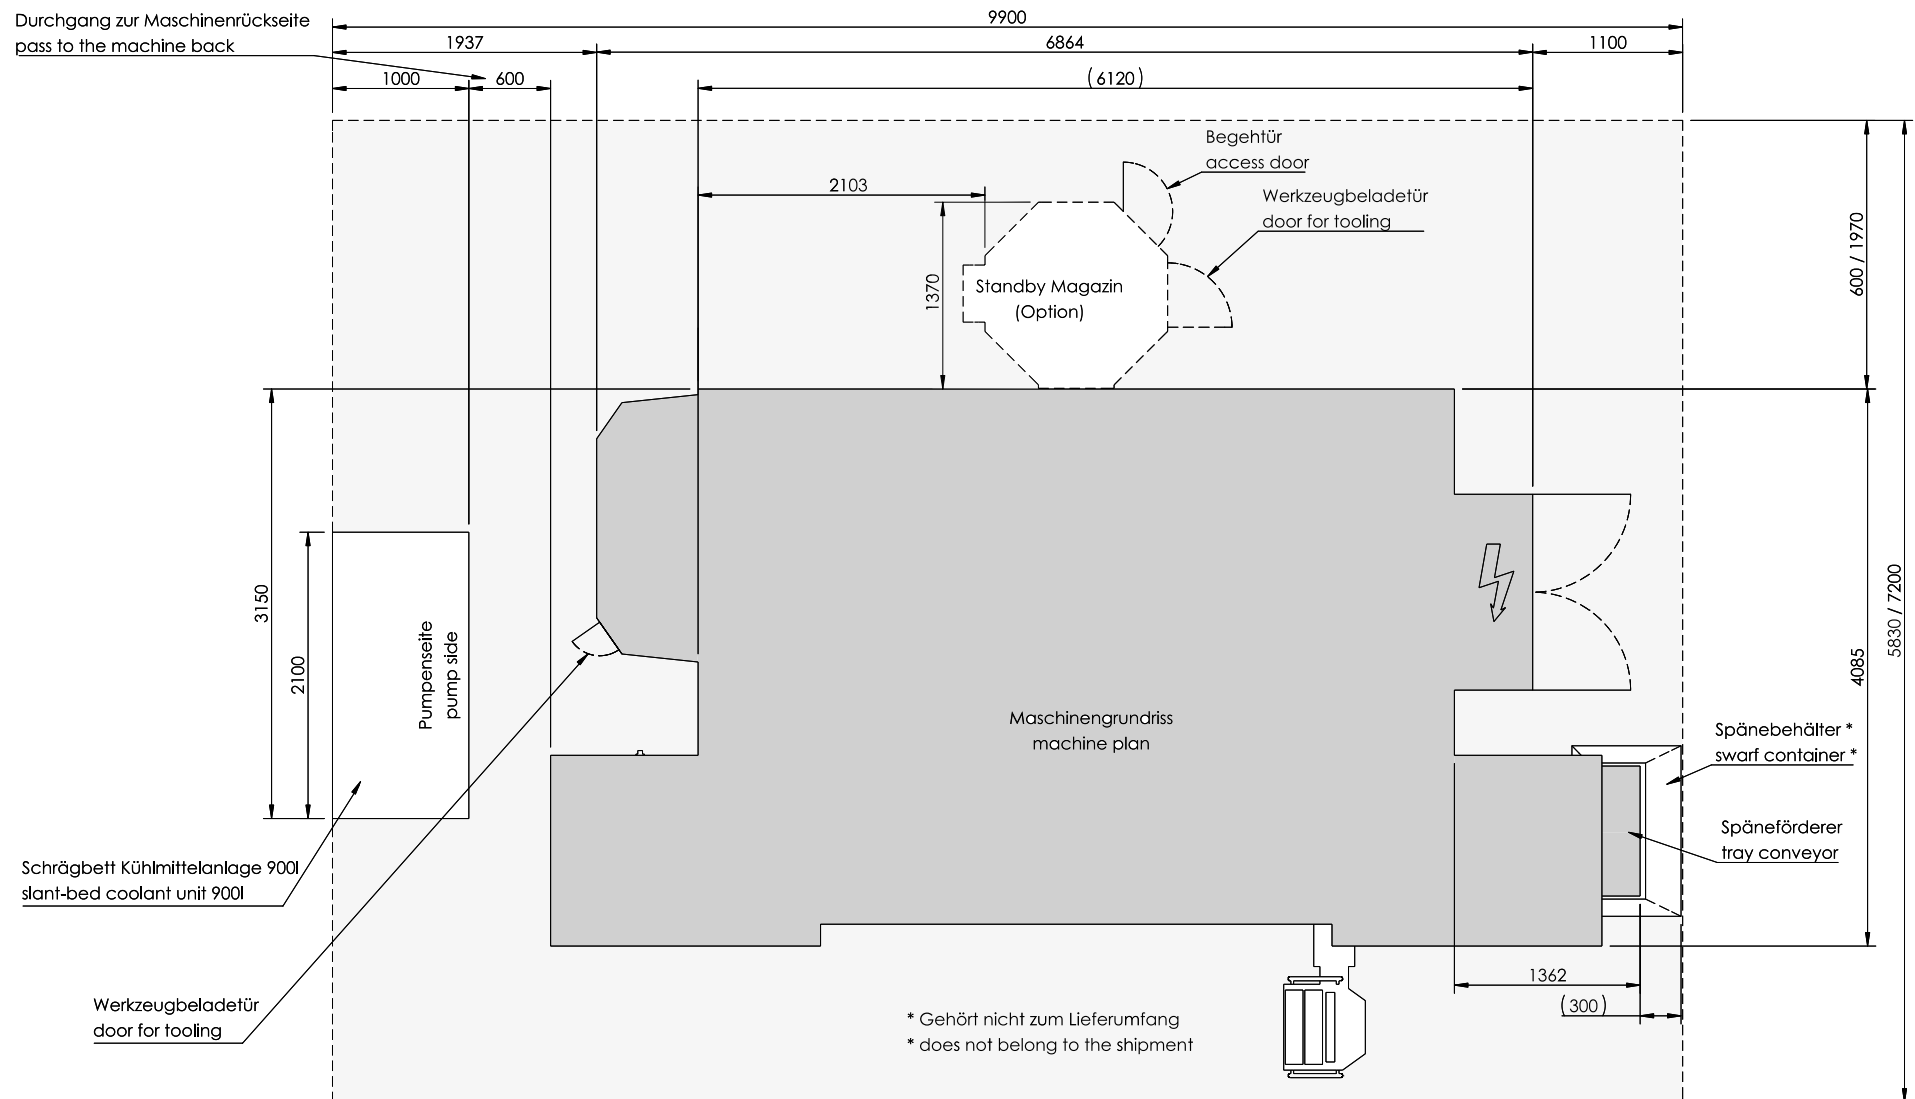 Durchgang zur Maschinenrückseite
pass to the machine back
9900
1937
6864
1100
1000
600
(6120)
Begehtür
access door
2103
Werkzeugbeladetür
door for tooling
600 / 1970
1370
Standby Magazin
(Option)
3150
2100
Pumpenseite
pump side
5830 / 7200
4085
Maschinengrundriss
machine plan
Spänebehälter *
swarf container *
Späneförderer
tray conveyor
Schrägbett Kühlmittelanlage 900l
slant-bed coolant unit 900l
1362
(300)
Werkzeugbeladetür
door for tooling
* Gehört nicht zum Lieferumfang
* does not belong to the shipment